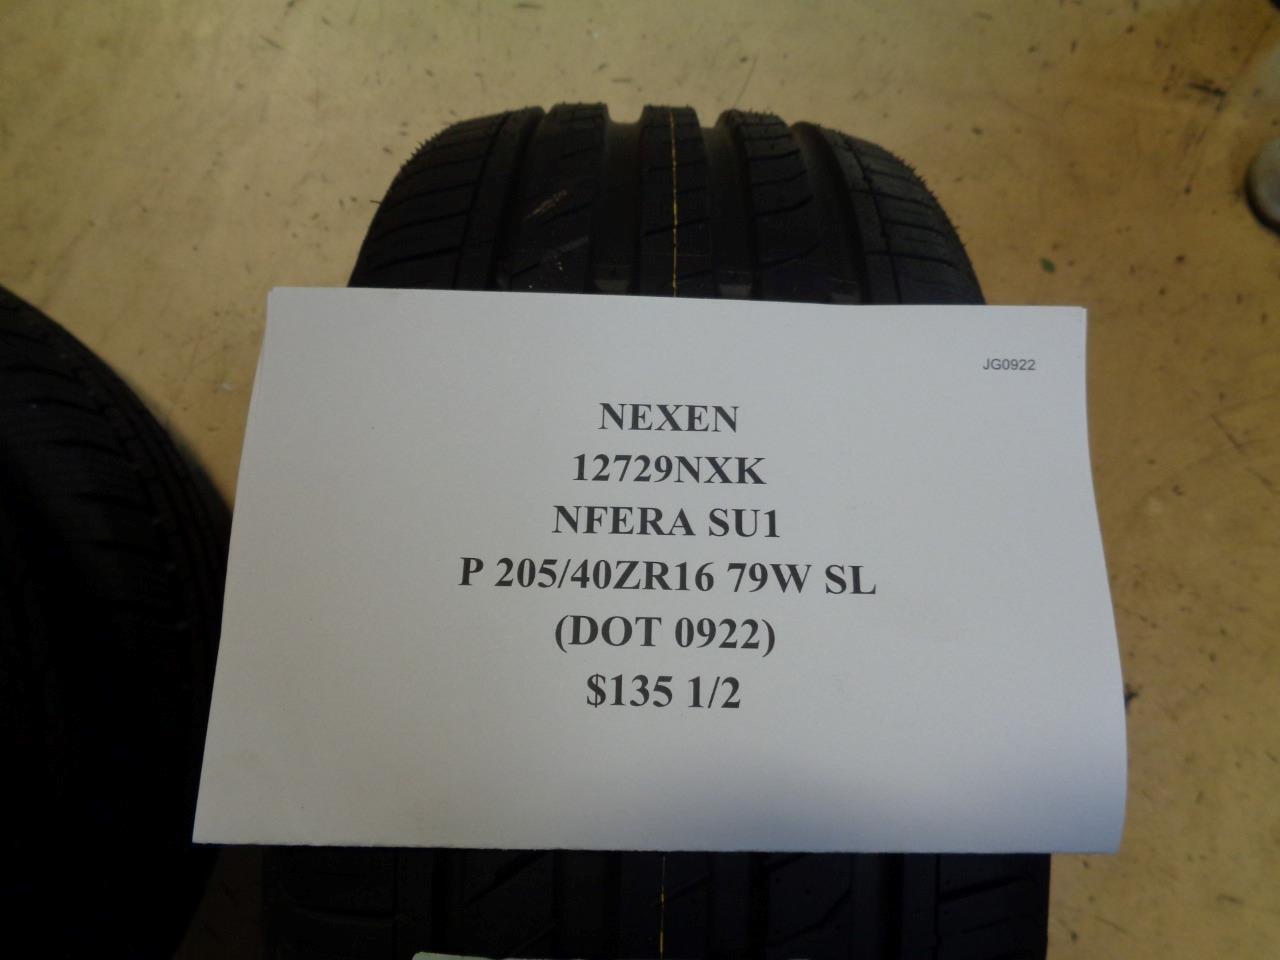 JG0922
NEXEN
12729NXK
NFERA SU1
P 205/40ZR16 79W SL
(DOT 0922)
$135 1/2